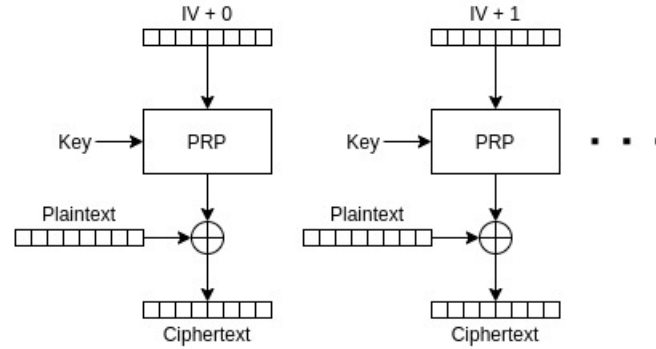 IV + 0
IV + 1
Key
PRP
Key
PRP
Plaintext
Plaintext
Ciphertext
Ciphertext